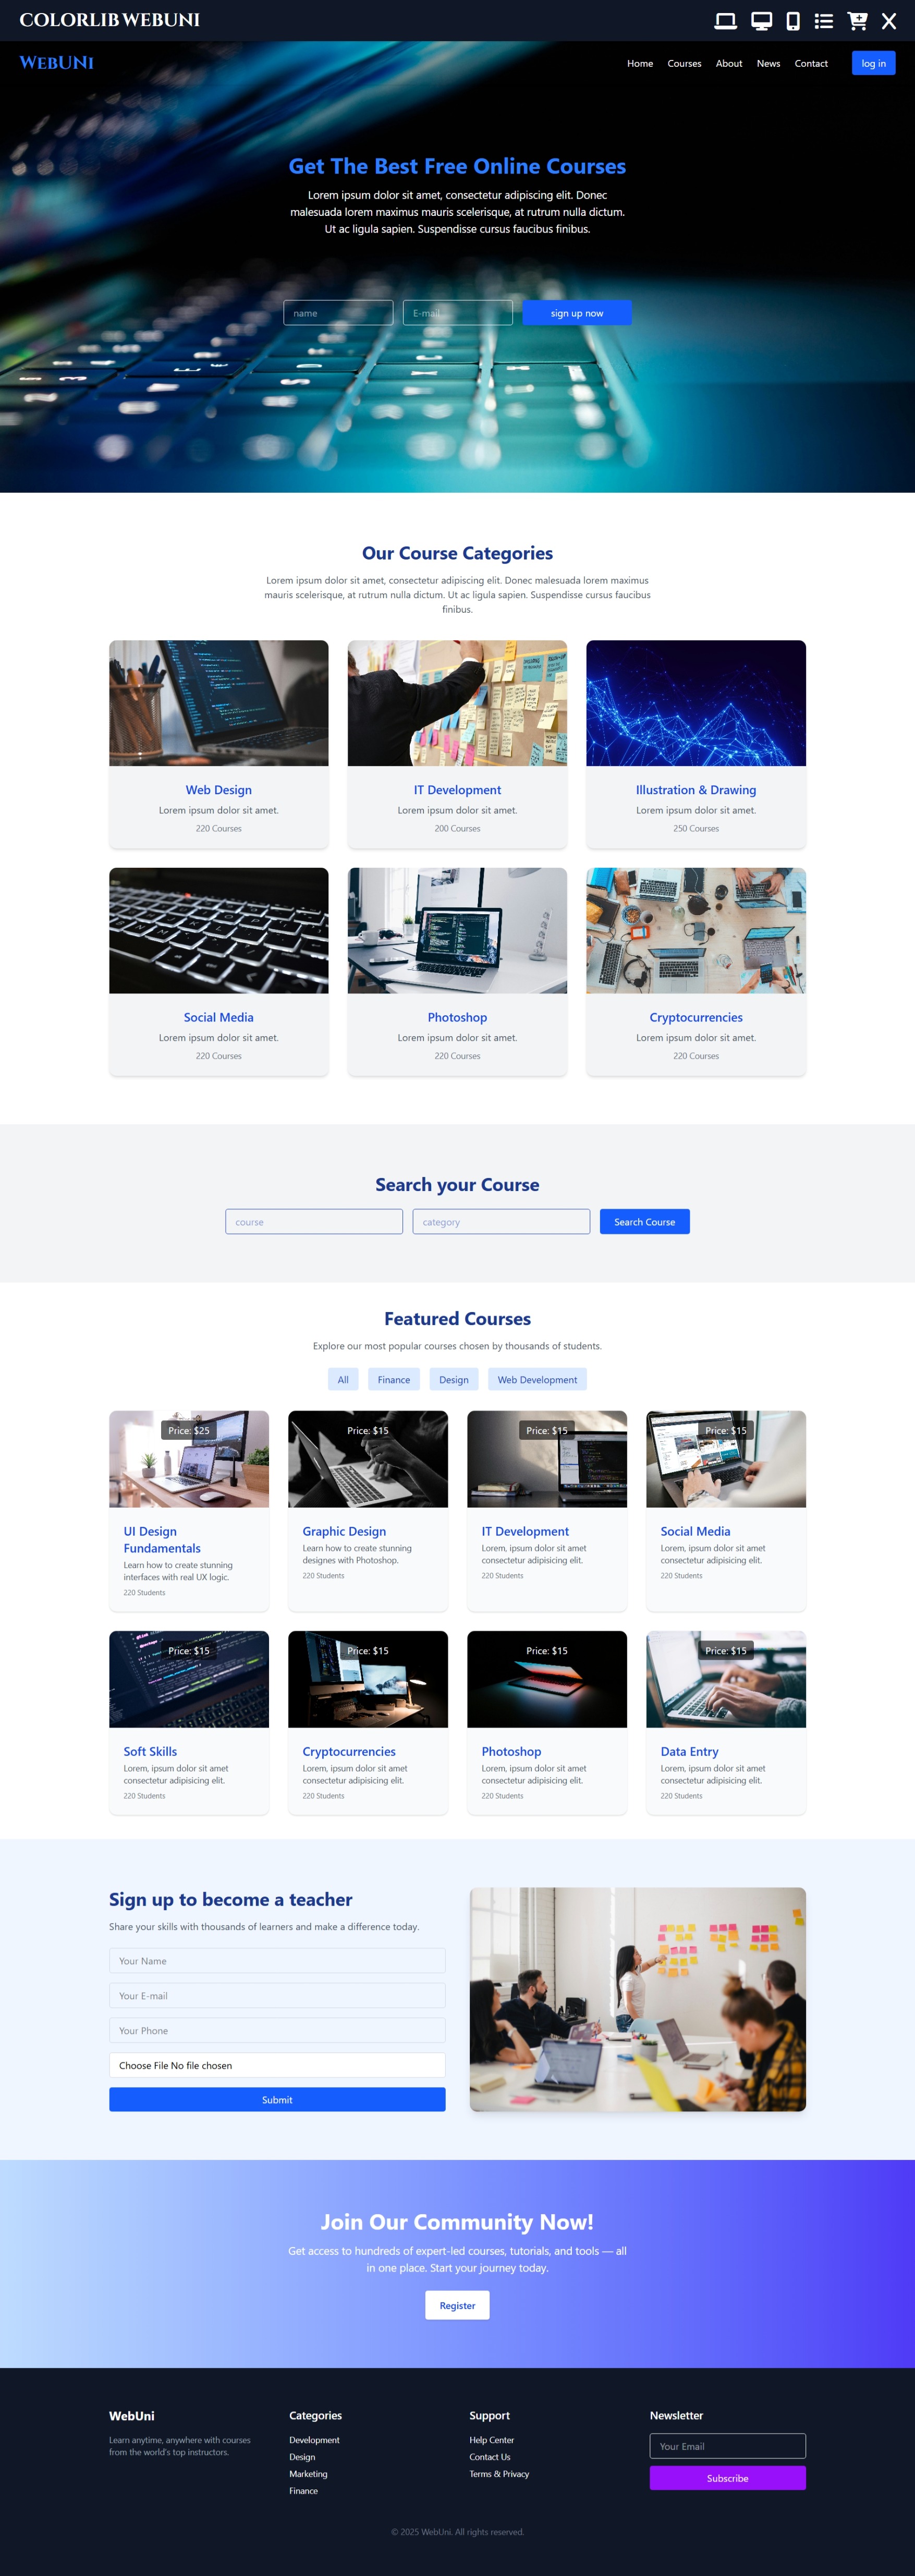 COLORLIB WEBUNI
WEBUNI
Home Courses About News Contact log in
Get The Best Free Online Courses
Lorem ipsum dolor sit amet, consectetur adipiscing elit. Donec
malesuada lorem maximus mauris scelerisque, at rutrum nulla dictum.
Ut ac ligula sapien. Suspendisse cursus faucibus finibus.
name E-mail sign up now
Our Course Categories
Lorem ipsum dolor sit amet, consectetur adipiscing elit. Donec malesuada lorem maximus
mauris scelerisque, at rutrum nulla dictum. Ut ac ligula sapien. Suspendisse cursus faucibus
finibus.
Web Design
Lorem ipsum dolor sit amet.
220 Courses
IT Development
Lorem ipsum dolor sit amet.
200 Courses
Illustration & Drawing
Lorem ipsum dolor sit amet.
250 Courses
Social Media
Lorem ipsum dolor sit amet.
220 Courses
Photoshop
Lorem ipsum dolor sit amet.
220 Courses
Cryptocurrencies
Lorem ipsum dolor sit amet.
220 Courses
Search your Course
course category Search Course
Featured Courses
Explore our most popular courses chosen by thousands of students.
All Finance Design Web Development
Price: $25
UI Design
Fundamentals
Learn how to create stunning
interfaces with real UX logic.
220 Students
Price: $15
Graphic Design
Learn how to create stunning
designes with Photoshop.
220 Students
Price: $15
IT Development
Lorem, ipsum dolor sit amet
consectetur adipisicing elit.
220 Students
Price: $15
Social Media
Lorem, ipsum dolor sit amet
consectetur adipisicing elit.
220 Students
Price: $15
Soft Skills
Lorem, ipsum dolor sit amet
consectetur adipisicing elit.
220 Students
Price: $15
Cryptocurrencies
Lorem, ipsum dolor sit amet
consectetur adipisicing elit.
220 Students
Price: $15
Photoshop
Lorem, ipsum dolor sit amet
consectetur adipisicing elit.
220 Students
Price: $15
Data Entry
Lorem, ipsum dolor sit amet
consectetur adipisicing elit.
220 Students
Sign up to become a teacher
Share your skills with thousands of learners and make a difference today.
Your Name
Your E-mail
Your Phone
Choose File No file chosen
Submit
Join Our Community Now!
Get access to hundreds of expert-led courses, tutorials, and tools — all
in one place. Start your journey today.
Register
WebUni
Learn anytime, anywhere with courses
from the world's top instructors.
Categories
Development
Design
Marketing
Finance
Support
Help Center
Contact Us
Terms & Privacy
Newsletter
Your Email
Subscribe
© 2025 WebUni. All rights reserved.